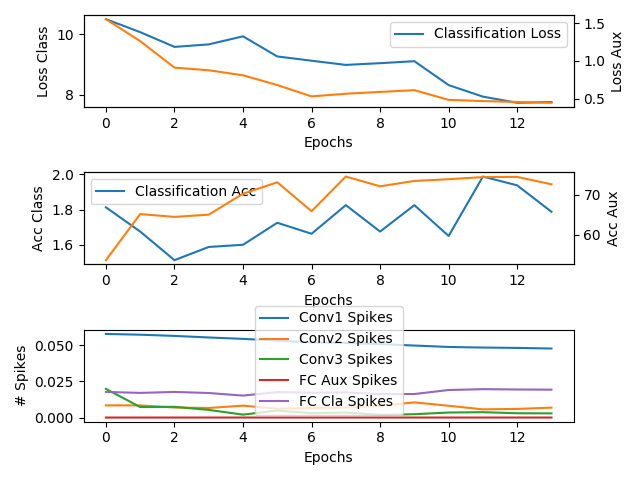 Classification Loss
Loss Class
Loss Aux
10
8
1.5
1.0
0.5
0 2 4 6 8 10 12
Epochs
Classification Acc
Acc Class
Acc Aux
2.0
1.8
1.6
70
60
0 2 4 6 8 10 12
Epochs
Conv1 Spikes
Conv2 Spikes
Conv3 Spikes
FC Aux Spikes
FC Cla Spikes
# Spikes
0.050
0.025
0.000
0 2 4 6 8 10 12
Epochs